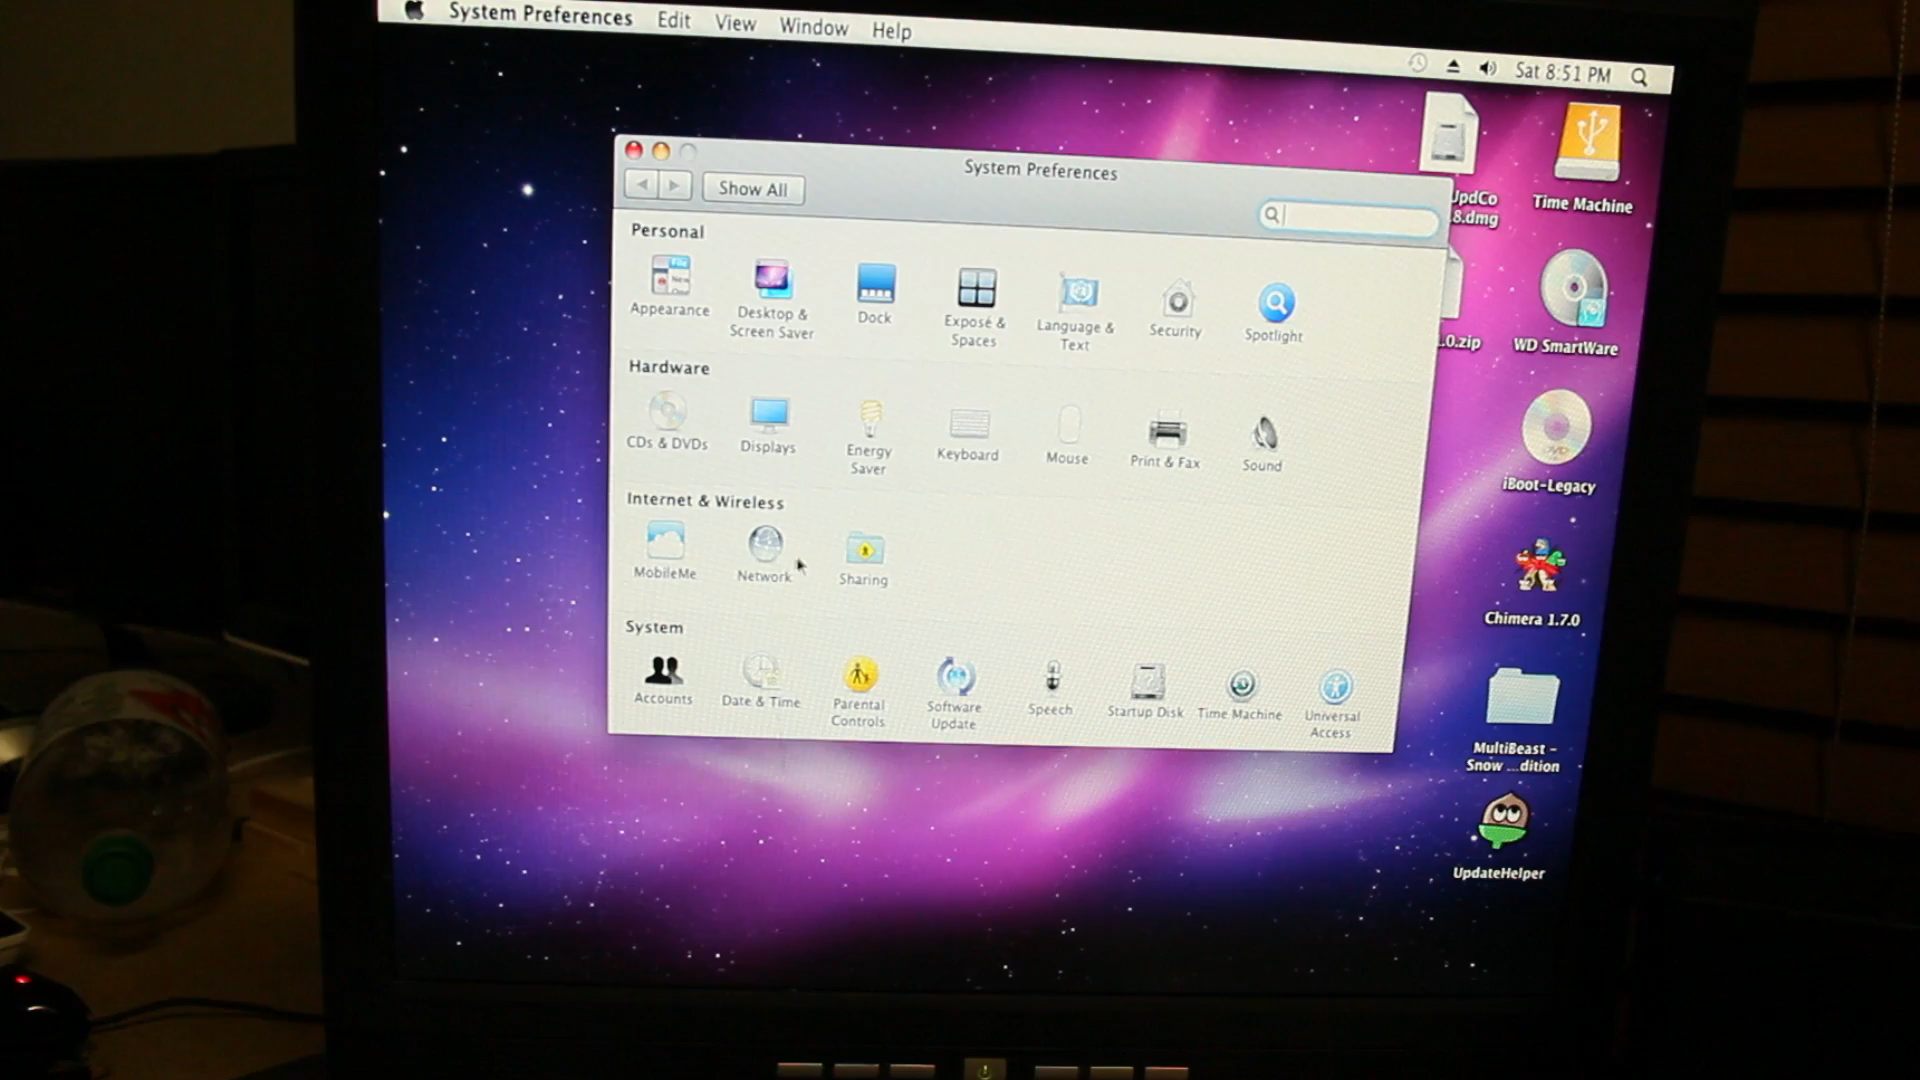 System Preferences Edit View Window Help
Sat 8:51 PM
System Preferences
Show All
Personal
Appearance
Desktop &
Screen Saver
Dock
Exposé &
Spaces
Language &
Text
Security
Spotlight
Hardware
CDs & DVDs
Displays
Energy
Saver
Keyboard
Mouse
Print & Fax
Sound
Internet & Wireless
MobileMe
Network
Sharing
System
Accounts
Date & Time
Parental
Controls
Software
Update
Speech
Startup Disk
Time Machine
Universal
Access
UpdCo
8.dmg
Time Machine
.0.zip
WD SmartWare
iBoot-Legacy
Chimera 1.7.0
MultiBeast -
Snow ...dition
UpdateHelper